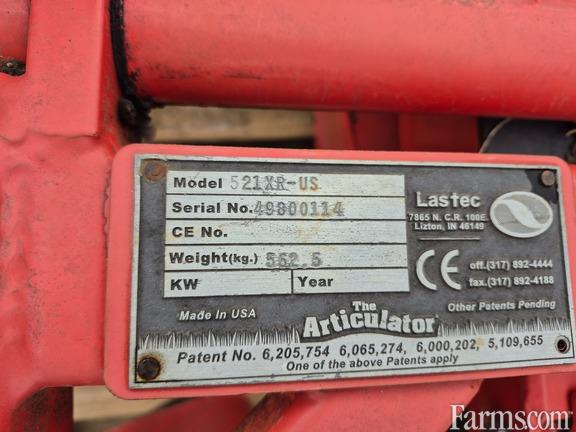 Model 521XR-US
Serial No. 49800114
CE No.
Weight(kg.) 552.5
KW Year
Made In USA
Lastec
7865 N. C.R. 100E.
Lizton, IN 46149
CE
off.(317) 892-4444
fax.(317) 892-4188
Other Patents Pending
The
Articulator
Patent No. 6,205,754 6,065,274, 6,000,202, 5,109,655
One of the above Patents apply
Farms.com